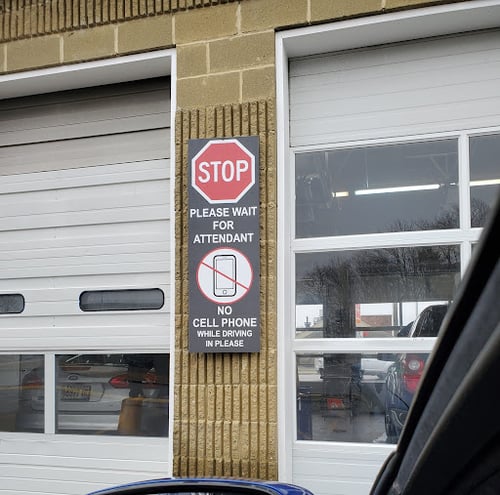 STOP
PLEASE WAIT
FOR
ATTENDANT
NO
CELL PHONE
WHILE DRIVING
IN PLEASE